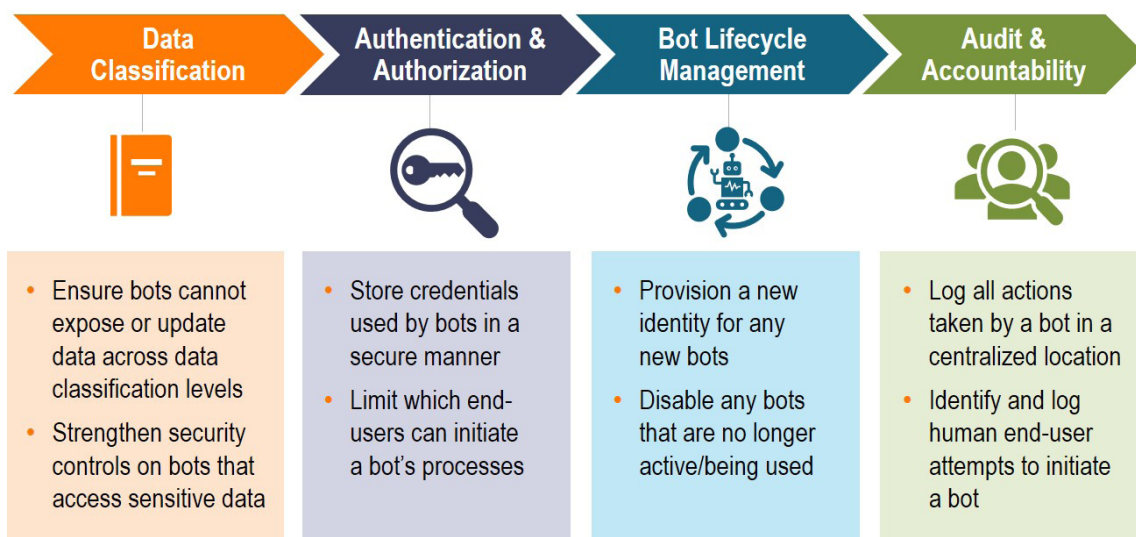 Data
Classification
Authentication &
Authorization
Bot Lifecycle
Management
Audit &
Accountability
• Ensure bots cannot
expose or update
data across data
classification levels
• Strengthen security
controls on bots that
access sensitive data
• Store credentials
used by bots in a
secure manner
• Limit which end-
users can initiate
a bot’s processes
• Provision a new
identity for any
new bots
• Disable any bots
that are no longer
active/being used
• Log all actions
taken by a bot in a
centralized location
• Identify and log
human end-user
attempts to initiate
a bot